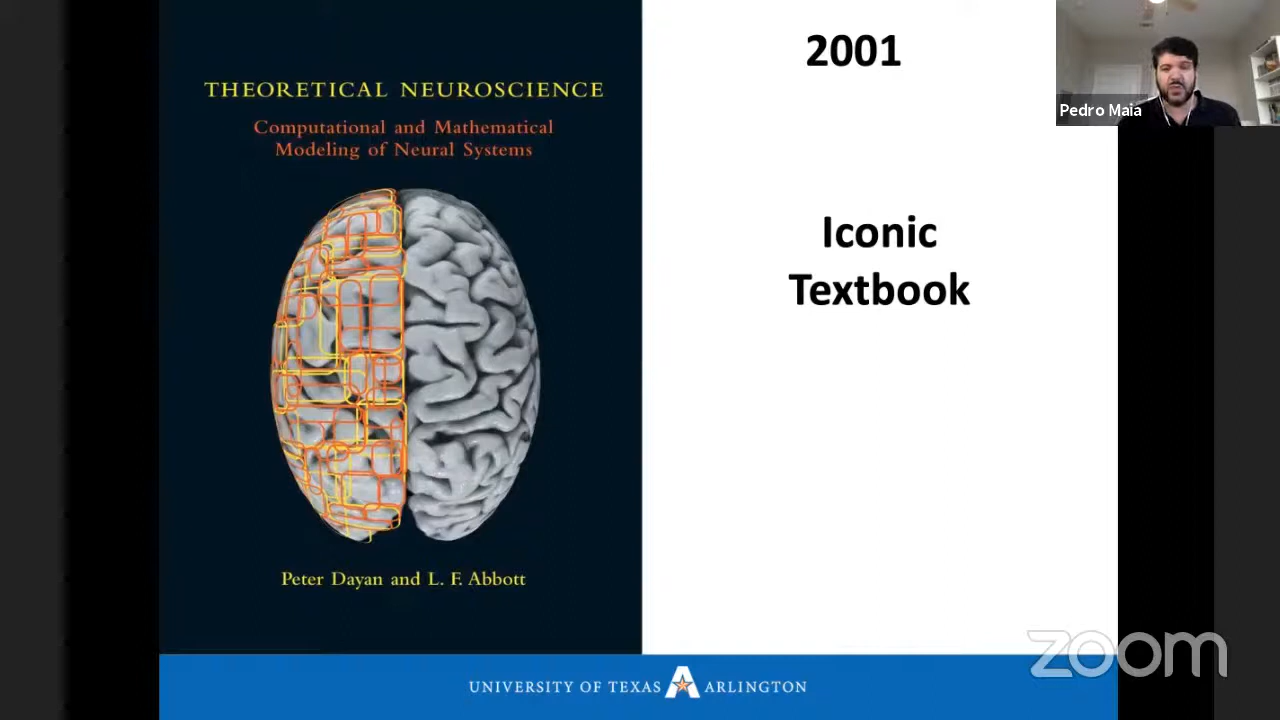 THEORETICAL NEUROSCIENCE
Computational and Mathematical
Modeling of Neural Systems
Peter Dayan and L. F. Abbott
2001
Iconic
Textbook
Pedro Maia
UNIVERSITY OF TEXAS A ARLINGTON
zoom